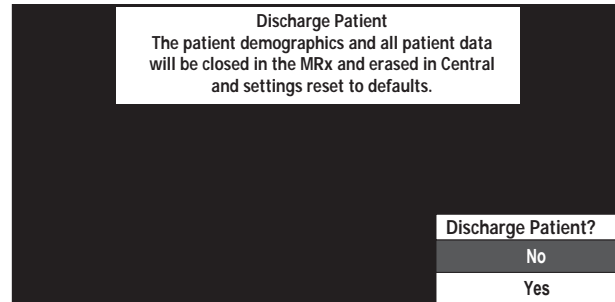 Discharge Patient
The patient demographics and all patient data
will be closed in the MRx and erased in Central
and settings reset to defaults.
Discharge Patient?
No
Yes